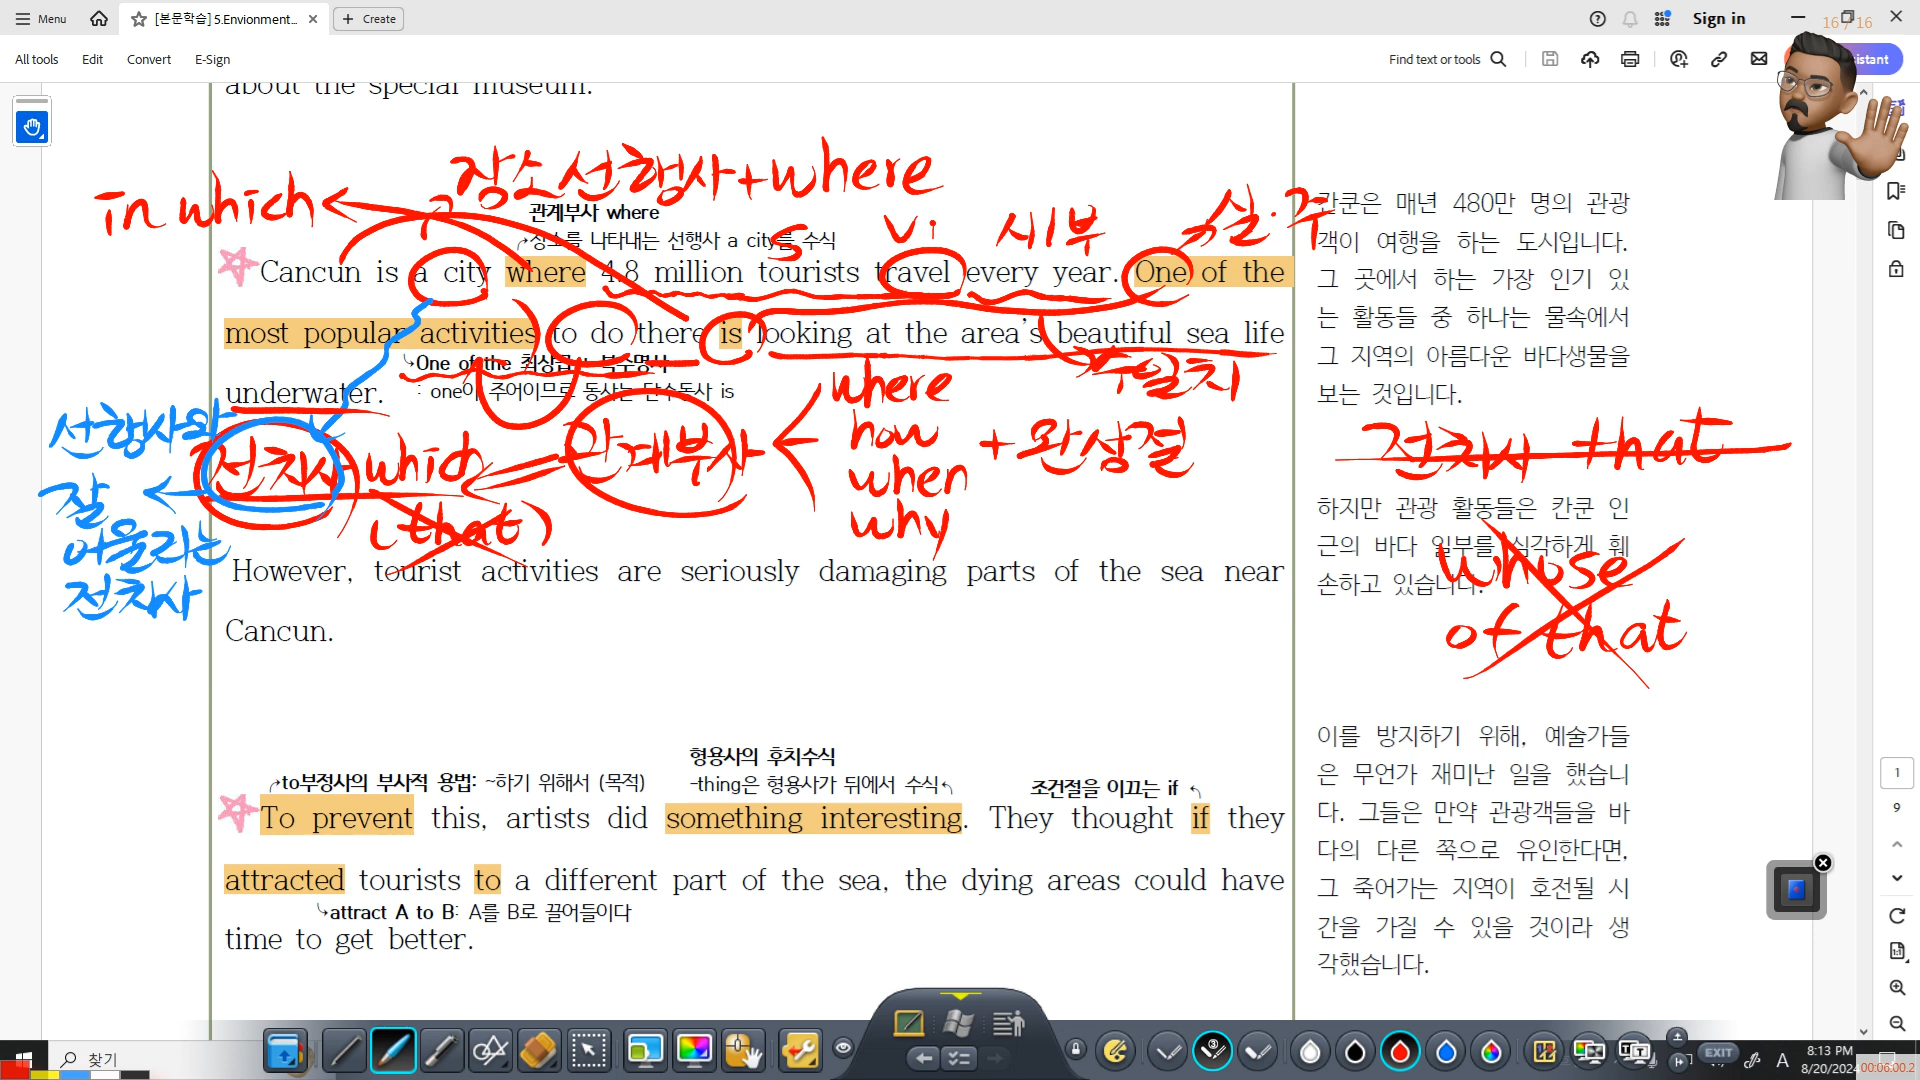 Menu
[본문학습] 5.Envionment...
Create
Sign in
16 / 16
All tools
Edit
Convert
E-Sign
Find text or tools
istant
about the special museum.
장소선행사+where
in which
관계부사 where
장소를 나타내는 선행사 a city를 수식
S
Vi
시부
실.주
Cancun is a city where 4.8 million tourists travel every year. One of the
most popular activities to do there is looking at the area's beautiful sea life
One of the 최상급 + 복수명사
underwater.
: one이 주어이므로 동사는 단수동사 is
수일치
선행사와
잘
어울리는
전치사
전치사 which
(that)
관계부사
where
how
when
why
+ 완성절
However, tourist activities are seriously damaging parts of the sea near
Cancun.
to부정사의 부사적 용법: ~하기 위해서 (목적)
형용사의 후치수식
-thing은 형용사가 뒤에서 수식
조건절을 이끄는 if
To prevent this, artists did something interesting. They thought if they
attracted tourists to a different part of the sea, the dying areas could have
attract A to B: A를 B로 끌어들이다
time to get better.
칸쿤은 매년 480만 명의 관광
객이 여행을 하는 도시입니다.
그 곳에서 하는 가장 인기 있
는 활동들 중 하나는 물속에서
그 지역의 아름다운 바다생물을
보는 것입니다.
전치사 that
하지만 관광 활동들은 칸쿤 인
근의 바다 일부를 심각하게 훼
손하고 있습니다.
whose
of that
이를 방지하기 위해, 예술가들
은 무언가 재미난 일을 했습니
다. 그들은 만약 관광객들을 바
다의 다른 쪽으로 유인한다면,
그 죽어가는 지역이 호전될 시
간을 가질 수 있을 것이라 생
각했습니다.
1
9
찾기
EXIT
A
8:13 PM
8/20/2024
00:06:00.2